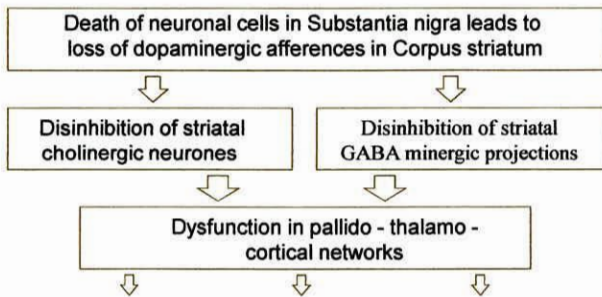 Death of neuronal cells in Substantia nigra leads to
loss of dopaminergic afferences in Corpus striatum
Disinhibition of striatal
cholinergic neurones
Disinhibition of striatal
GABA minergic projections
Dysfunction in pallido - thalamo -
cortical networks